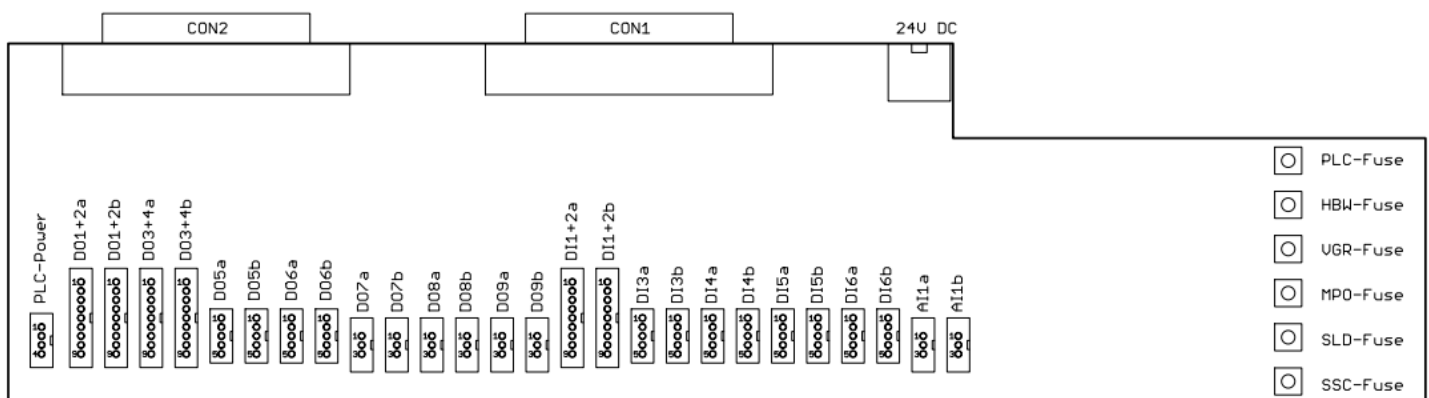 CON2
CON1
24V DC
PLC-Power
DO1+2a
DO1+2b
DO3+4a
DO3+4b
DO5a
DO5b
DO6a
DO6b
DO7a
DO7b
DO8a
DO8b
DO9a
DO9b
DI1+2a
DI1+2b
DI3a
DI3b
DI4a
DI4b
DI5a
DI5b
DI6a
DI6b
AI1a
AI1b
PLC-Fuse
HBW-Fuse
VGR-Fuse
MPO-Fuse
SLD-Fuse
SSC-Fuse